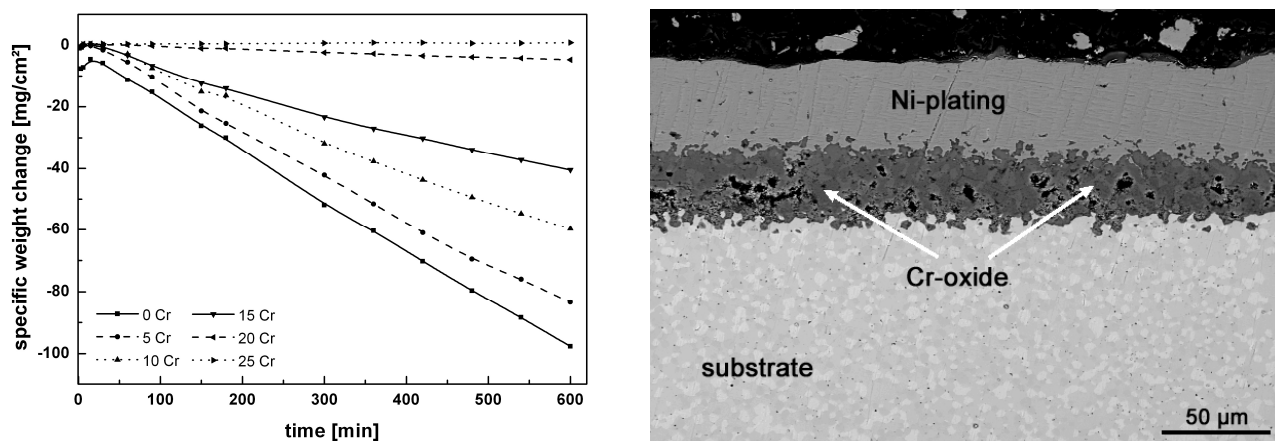 specific weight change [mg/cm²]
0
-20
-40
-60
-80
-100
0 Cr
5 Cr
10 Cr
15 Cr
20 Cr
25 Cr
0 100 200 300 400 500 600
time [min]
Ni-plating
Cr-oxide
substrate
50 µm